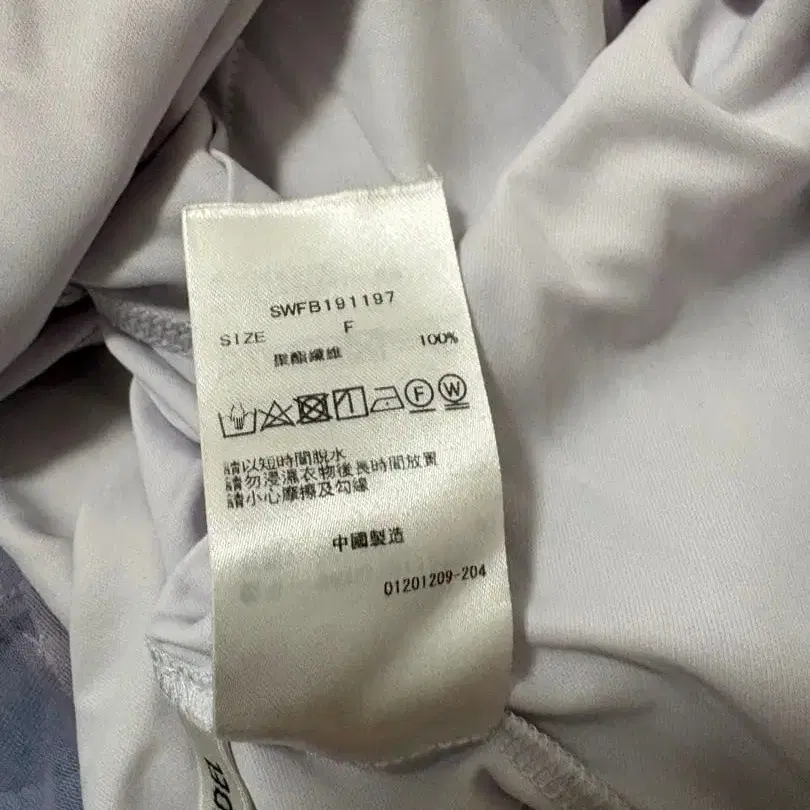 SWFB191197
SIZE F
聚酯纖維 100%
F W
請以短時間脫水
請勿浸濕衣物後長時間放置
請小心摩擦及勾線
中國製造
Q1201209-204